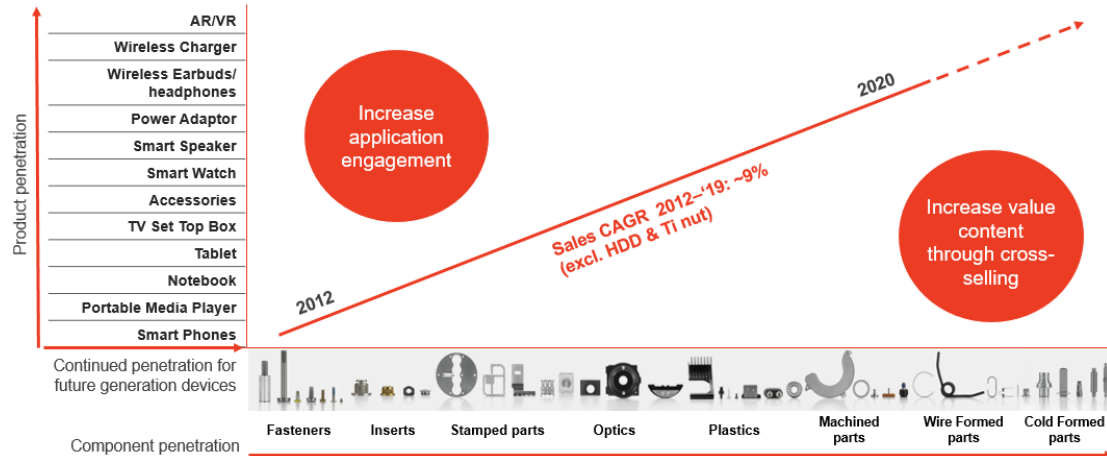 AR/VR
Wireless Charger
Wireless Earbuds/
headphones
Power Adaptor
Smart Speaker
Smart Watch
Accessories
TV Set Top Box
Tablet
Notebook
Portable Media Player
Smart Phones
Product penetration
Increase
application
engagement
2012
2020
Sales CAGR 2012–‘19: ~9%
(excl. HDD & Ti nut)
Increase value
content
through cross-
selling
Continued penetration for
future generation devices
Fasteners
Inserts
Stamped parts
Optics
Plastics
Machined
parts
Wire Formed
parts
Cold Formed
parts
Component penetration